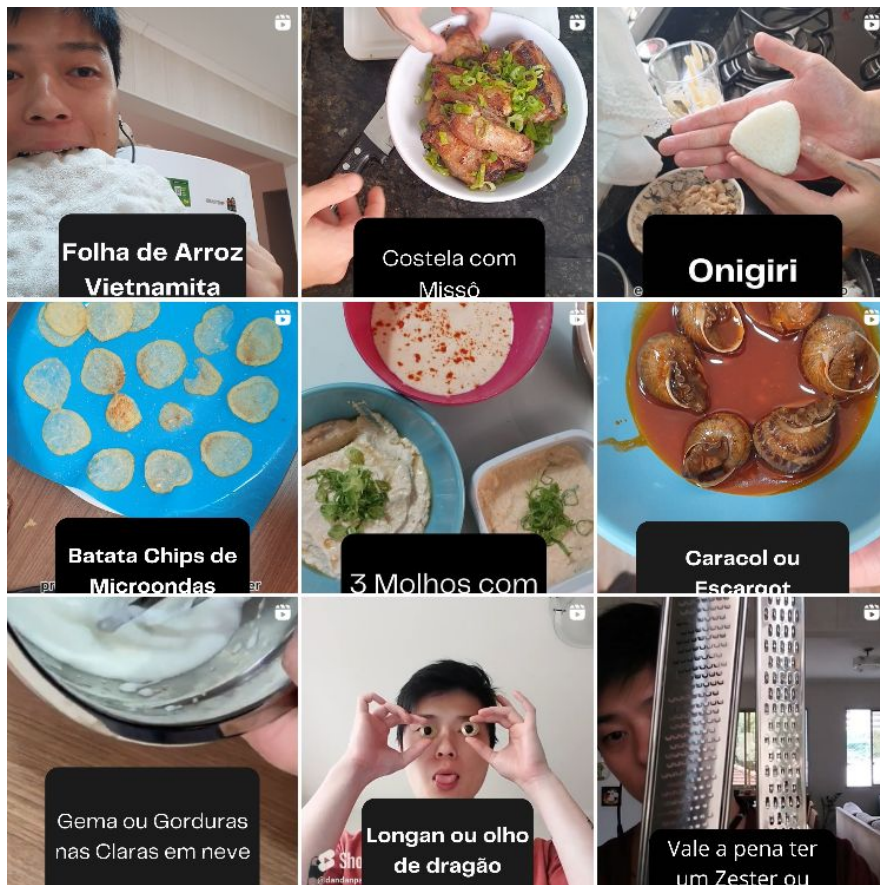 Folha de Arroz
Vietnamita
Costela com
Missô
Onigiri
Batata Chips de
Microondas
3 Molhos com
Caracol ou
Escargot
Gema ou Gorduras
nas Claras em neve
Longan ou olho
de dragão
Vale a pena ter
um Zester ou